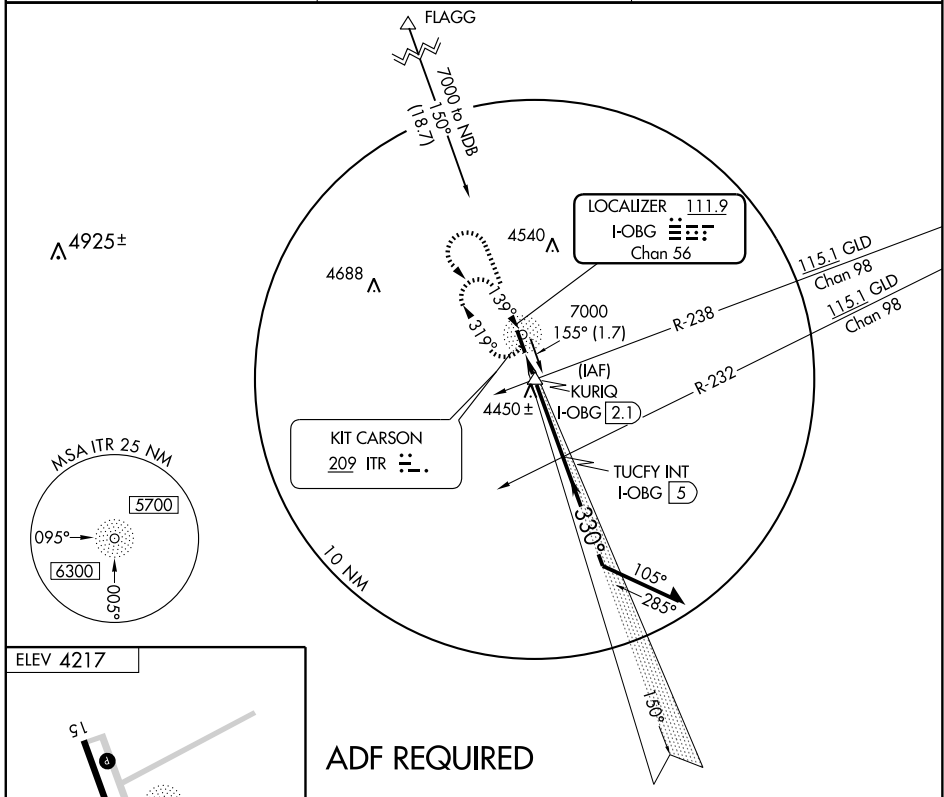 FLAGG
7000 to NDB
150°
(18.7)
LOCALIZER 111.9
I-OBG
Chan 56
4925±
4540
4688
115.1 GLD
Chan 98
115.1 GLD
Chan 98
139°
319°
7000
155° (1.7)
R-238
(IAF)
KURIQ
I-OBG 2.1
4450±
R-232
KIT CARSON
209 ITR
TUCFY INT
I-OBG 5
MSA ITR 25 NM
5700
095°
6300
005°
330°
105°
285°
10 NM
150°
ELEV 4217
15
P
ADF REQUIRED